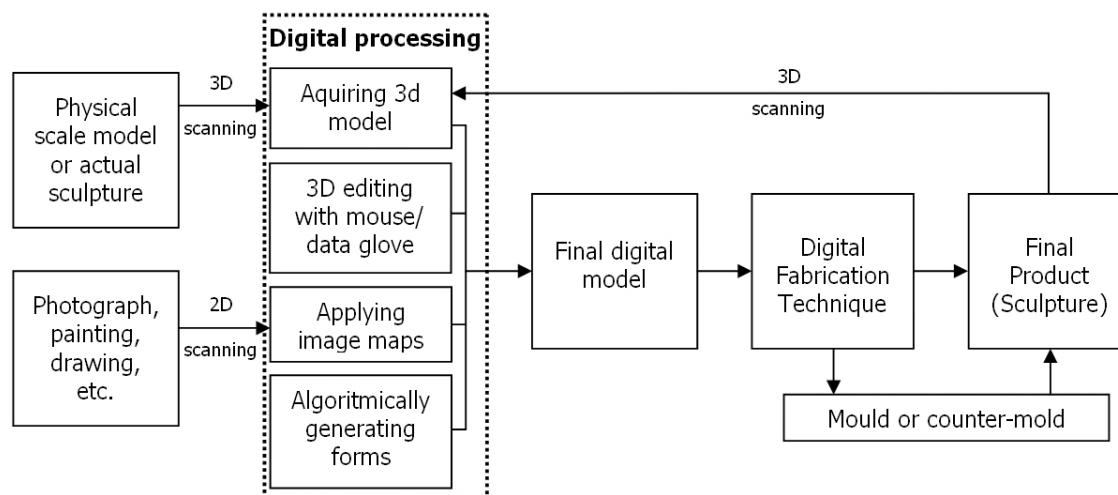 Digital processing
3D
scanning
Physical
scale model
or actual
sculpture
Aquiring 3d
model
3D
scanning
3D editing
with mouse/
data glove
Final digital
model
Digital
Fabrication
Technique
Final
Product
(Sculpture)
Photograph,
painting,
drawing,
etc.
2D
scanning
Applying
image maps
Algoritmically
generating
forms
Mould or counter-mold